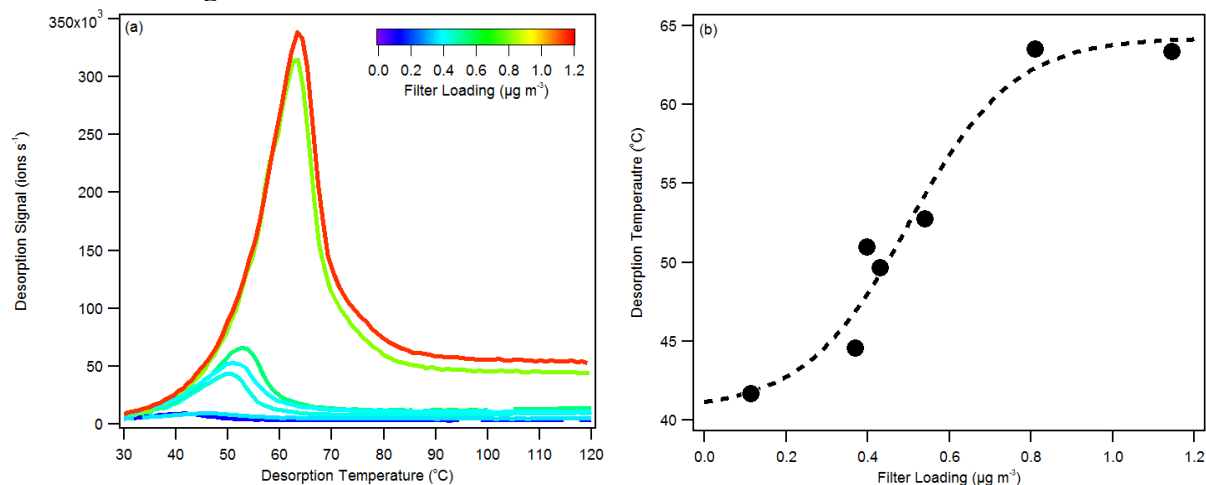 (a)
350x10³
300
250
200
150
100
50
0
Desorption Signal (ions s⁻¹)
30 40 50 60 70 80 90 100 110 120
Desorption Temperature (°C)
0.0 0.2 0.4 0.6 0.8 1.0 1.2
Filter Loading (µg m⁻³)
(b)
65
60
55
50
45
40
Desorption Temperautre (°C)
0.0 0.2 0.4 0.6 0.8 1.0 1.2
Filter Loading (µg m⁻³)